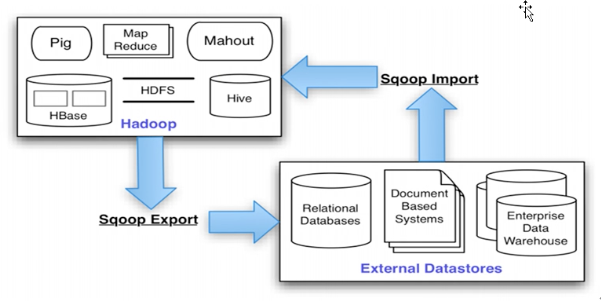 Pig
Map
Reduce
Mahout
HBase
HDFS
Hive
Hadoop
Sqoop Import
Sqoop Export
Relational
Databases
Document
Based
Systems
Enterprise
Data
Warehouse
External Datastores